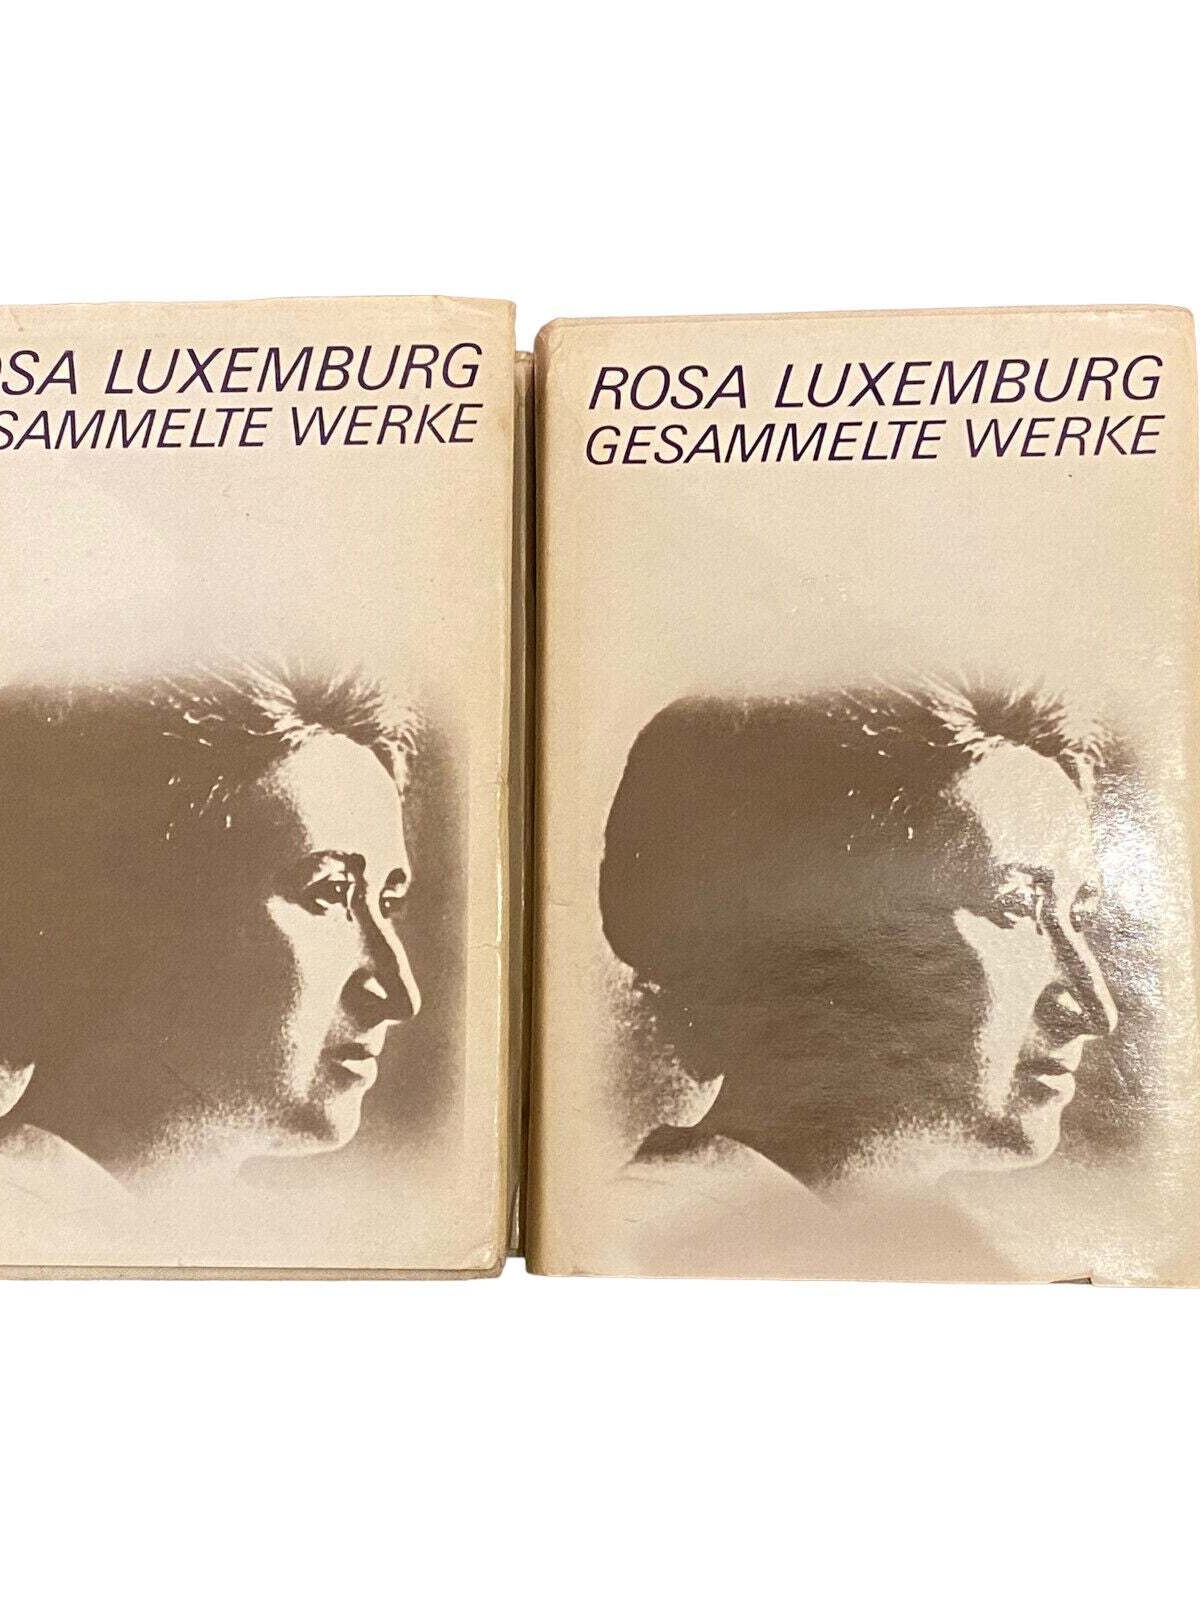 OSA LUXEMBURG
SAMMELTE WERKE
ROSA LUXEMBURG
GESAMMELTE WERKE